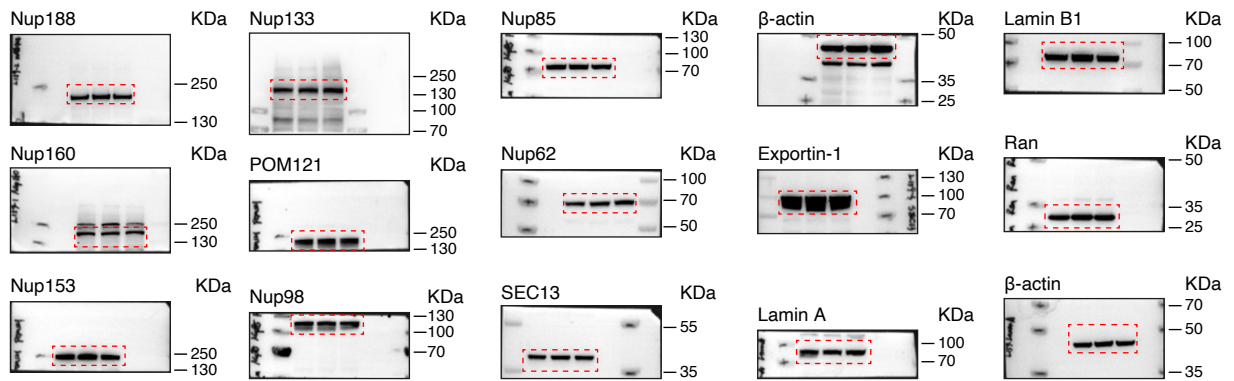 Nup188 KDa
250
130
Nup160 KDa
250
130
Nup153 KDa
250
130
Nup133 KDa
250
130
100
70
POM121 KDa
250
130
Nup98 KDa
130
100
70
Nup85 KDa
130
100
70
Nup62 KDa
100
70
50
SEC13 KDa
55
35
β-actin KDa
50
35
25
Exportin-1 KDa
130
100
70
Lamin A KDa
100
70
Lamin B1 KDa
100
70
50
Ran KDa
50
35
25
β-actin KDa
70
50
35